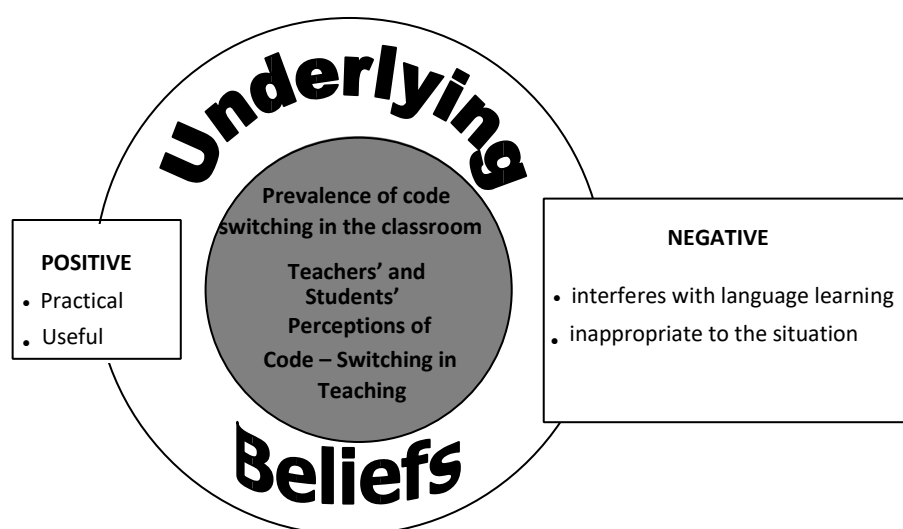 Underlying
Prevalence of code
switching in the classroom
Teachers’ and
Students’
Perceptions of
Code – Switching in
Teaching
POSITIVE
• Practical
• Useful
NEGATIVE
• interferes with language learning
• inappropriate to the situation
Beliefs